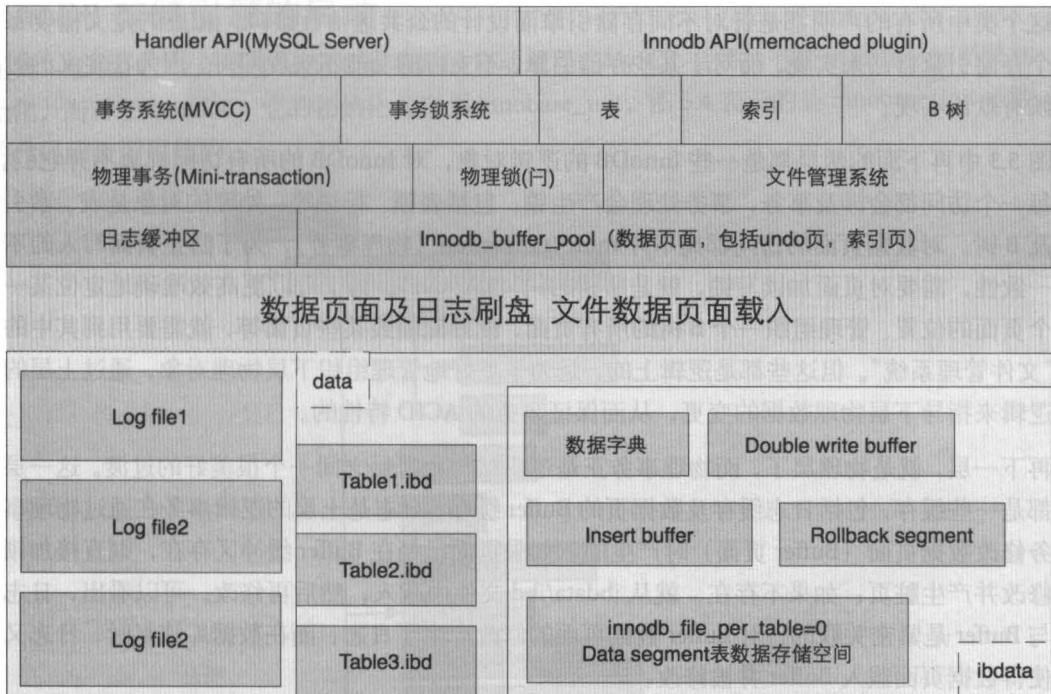 Handler API(MySQL Server)
Innodb API(memcached plugin)
事务系统(MVCC)
事务锁系统
表
索引
B 树
物理事务(Mini-transaction)
物理锁(闩)
文件管理系统
日志缓冲区
Innodb_buffer_pool（数据页面，包括undo页，索引页）
数据页面及日志刷盘 文件数据页面载入
Log file1
Log file2
Log file2
data
Table1.ibd
Table2.ibd
Table3.ibd
数据字典
Double write buffer
Insert buffer
Rollback segment
innodb_file_per_table=0
Data segment表数据存储空间
ibdata